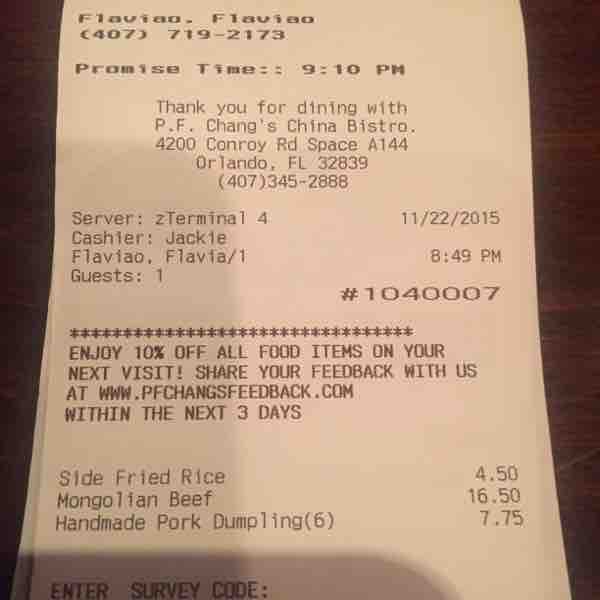 Flaviao, Flaviao
(407) 719-2173
Promise Time:: 9:10 PM
Thank you for dining with
P.F. Chang's China Bistro.
4200 Conroy Rd Space A144
Orlando, FL 32839
(407)345-2888
Server: zTerminal 4 11/22/2015
Cashier: Jackie
Flaviao, Flavia/1 8:49 PM
Guests: 1
#1040007
***********************************
ENJOY 10% OFF ALL FOOD ITEMS ON YOUR
NEXT VISIT! SHARE YOUR FEEDBACK WITH US
AT WWW.PFCHANGSFEEDBACK.COM
WITHIN THE NEXT 3 DAYS
Side Fried Rice 4.50
Mongolian Beef 16.50
Handmade Pork Dumpling(6) 7.75
ENTER SURVEY CODE: